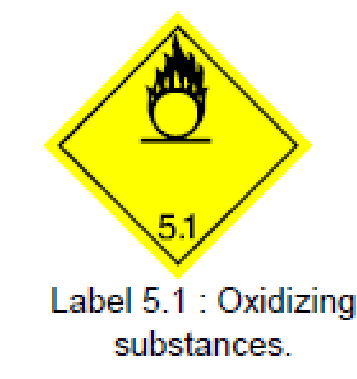 5.1
Label 5.1 : Oxidizing
substances.